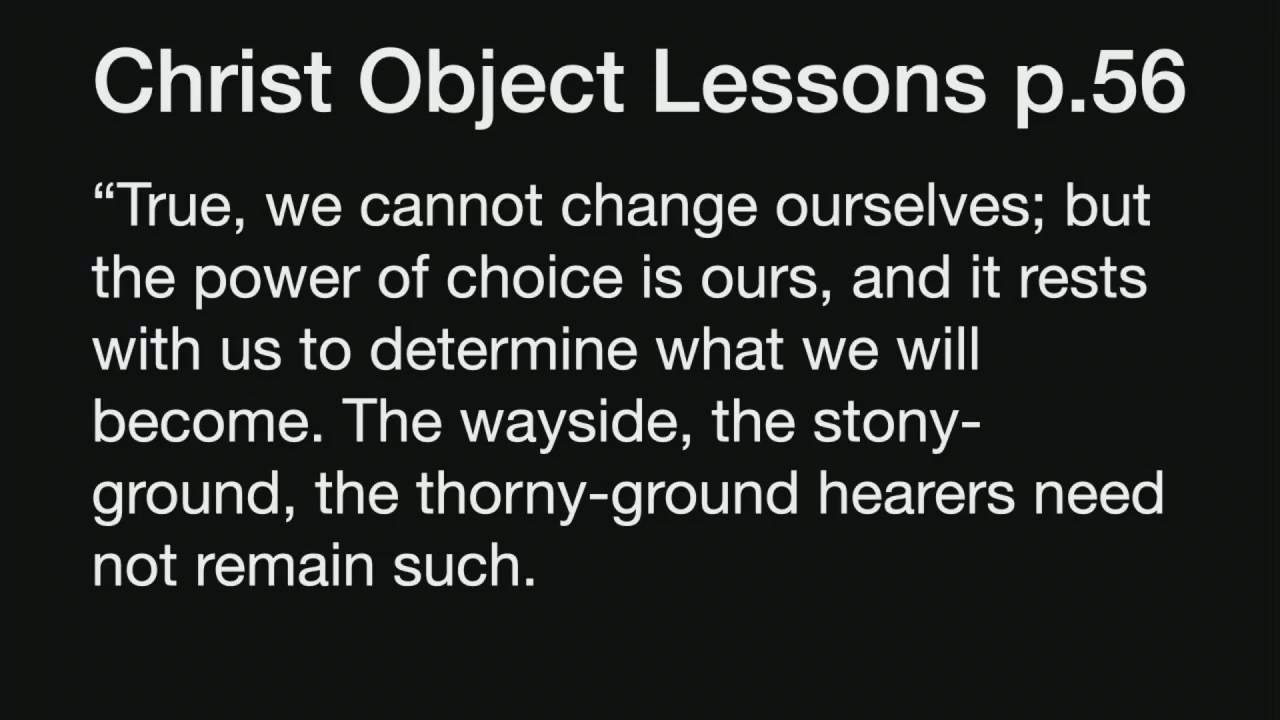 Christ Object Lessons p.56
“True, we cannot change ourselves; but
the power of choice is ours, and it rests
with us to determine what we will
become. The wayside, the stony-
ground, the thorny-ground hearers need
not remain such.